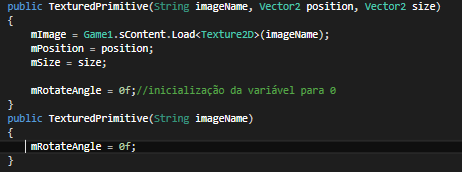 public TexturedPrimitive(String imageName, Vector2 position, Vector2 size)
{
mImage = Game1.sContent.Load<Texture2D>(imageName);
mPosition = position;
mSize = size;
mRotateAngle = 0f;//inicialização da variável para 0
}
public TexturedPrimitive(String imageName)
{
mRotateAngle = 0f;
}